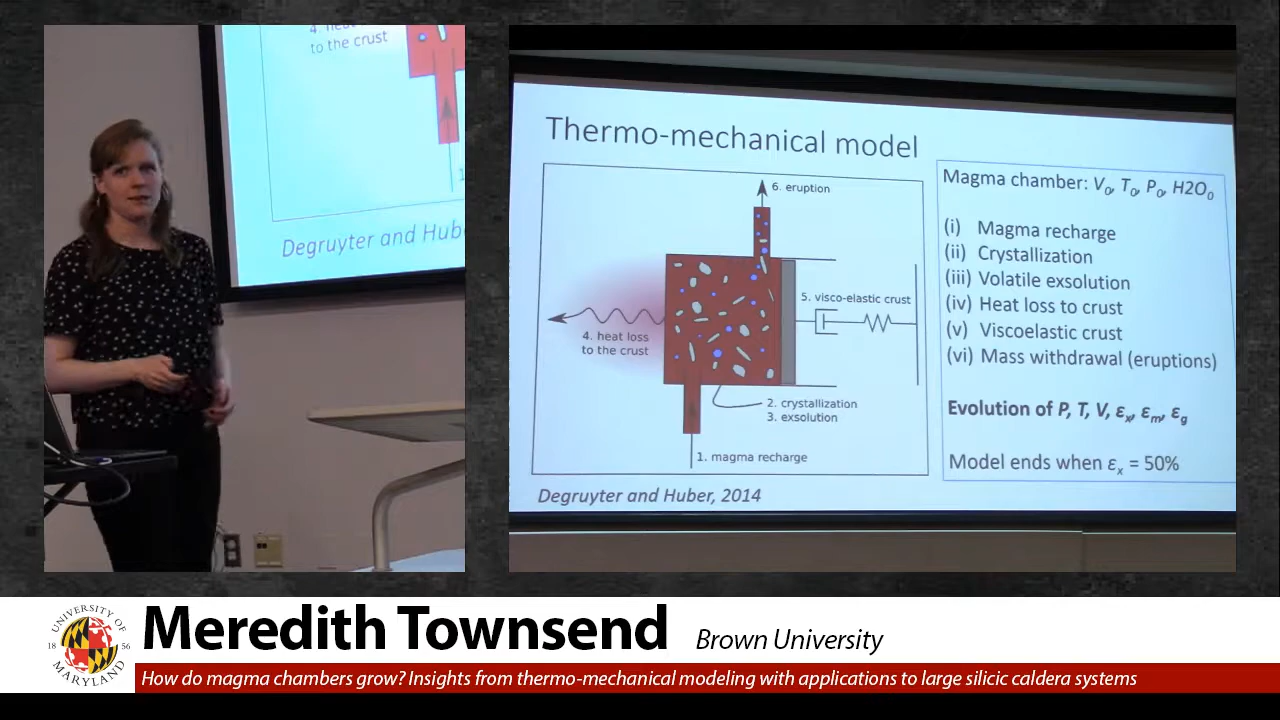 4. heat
to the crust
Degruyter and Hub
Thermo-mechanical model
6. eruption
5. visco-elastic crust
4. heat loss
to the crust
2. crystallization
3. exsolution
1. magma recharge
Degruyter and Huber, 2014
Magma chamber: V₀, T₀, P₀, H2O₀
(i) Magma recharge
(ii) Crystallization
(iii) Volatile exsolution
(iv) Heat loss to crust
(v) Viscoelastic crust
(vi) Mass withdrawal (eruptions)
Evolution of P, T, V, εₓ, εₘ, ε_g
Model ends when εₓ = 50%
UNIVERSITY OF
18 56
MARYLAND
Meredith Townsend
Brown University
How do magma chambers grow? Insights from thermo-mechanical modeling with applications to large silicic caldera systems